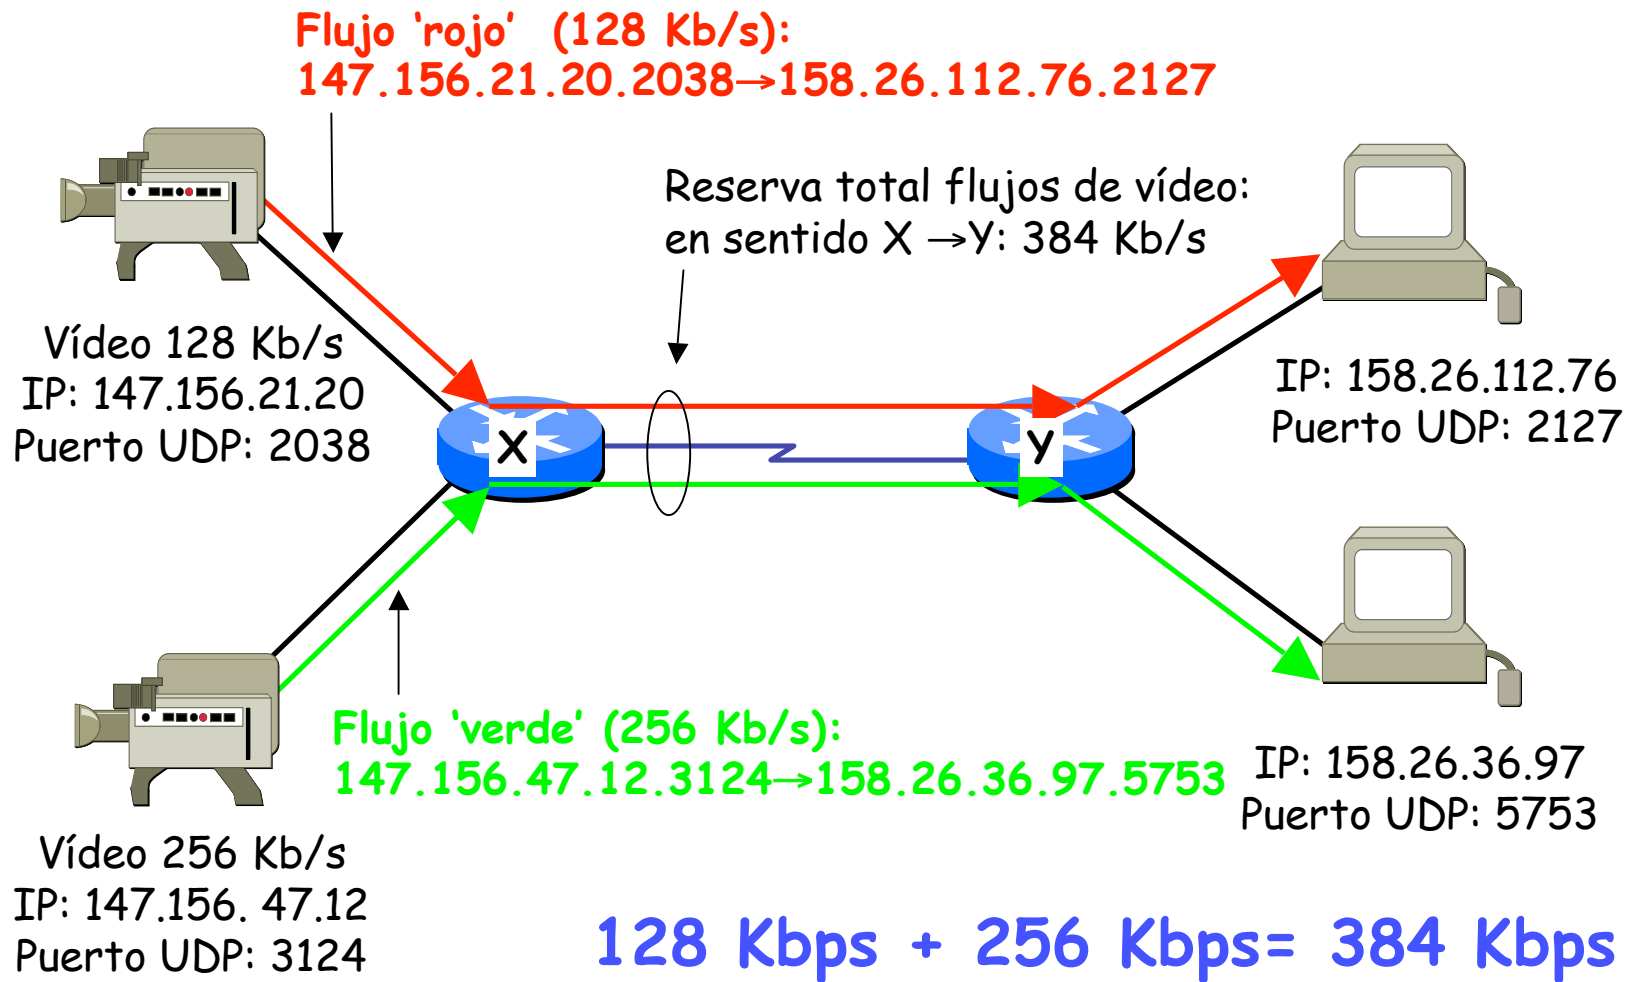 Flujo ‘rojo’ (128 Kb/s):
147.156.21.20.2038→158.26.112.76.2127
Reserva total flujos de vídeo:
en sentido X →Y: 384 Kb/s
Vídeo 128 Kb/s
IP: 147.156.21.20
Puerto UDP: 2038
IP: 158.26.112.76
Puerto UDP: 2127
X
Y
Flujo ‘verde’ (256 Kb/s):
147.156.47.12.3124→158.26.36.97.5753
IP: 158.26.36.97
Puerto UDP: 5753
Vídeo 256 Kb/s
IP: 147.156. 47.12
Puerto UDP: 3124
128 Kbps + 256 Kbps= 384 Kbps